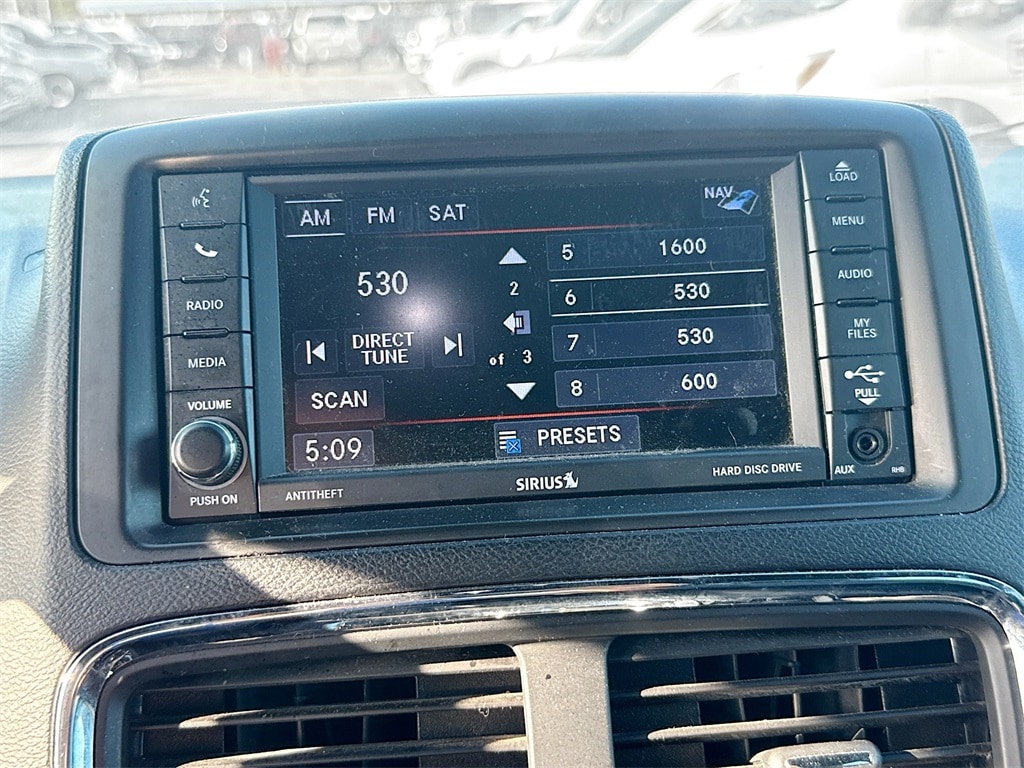 AM FM SAT
NAV
530
2
of 3
DIRECT
TUNE
SCAN
5:09
5 1600
6 530
7 530
8 600
PRESETS
RADIO
MEDIA
VOLUME
PUSH ON
LOAD
MENU
AUDIO
MY
FILES
PULL
AUX
RHB
ANTITHEFT
SIRIUS
HARD DISC DRIVE